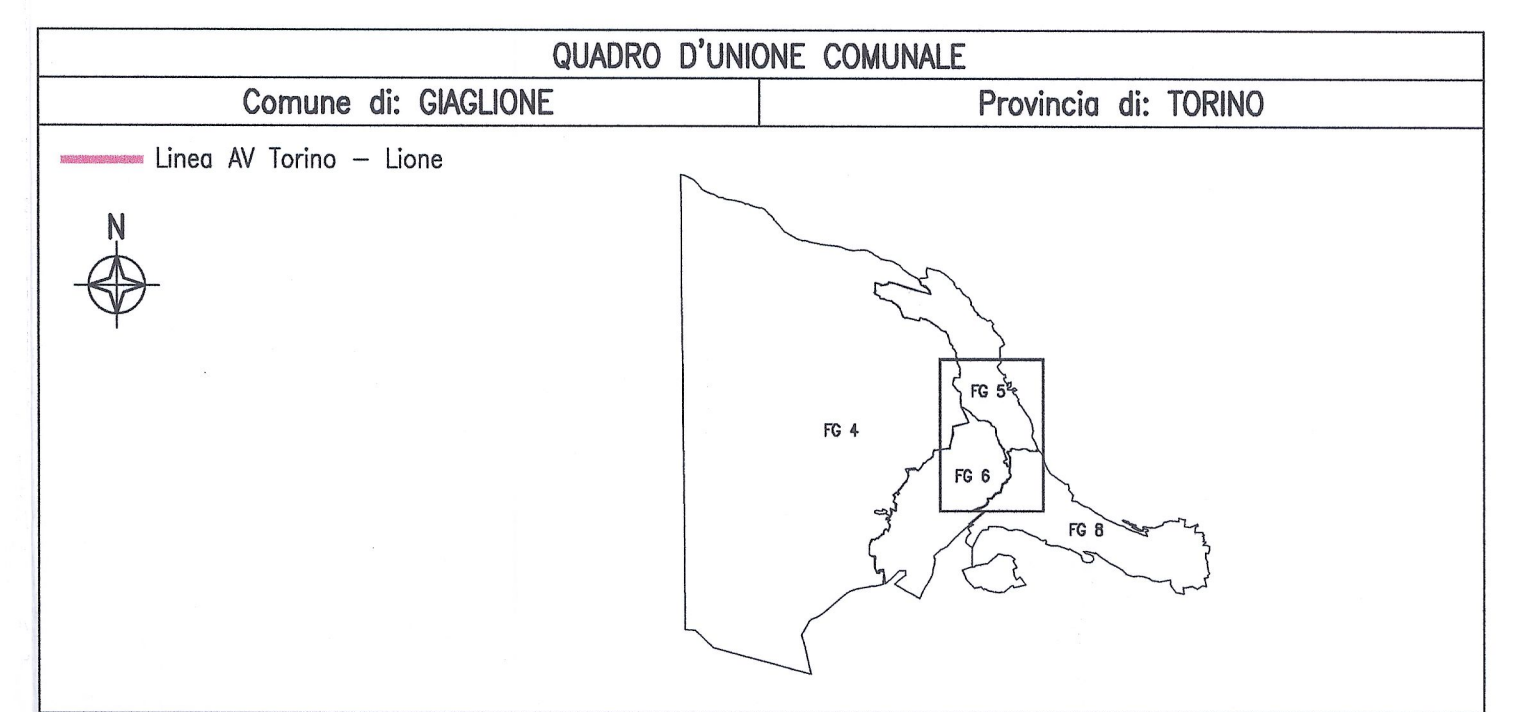 QUADRO D'UNIONE COMUNALE
Comune di: GIAGLIONE
Provincia di: TORINO
Linea AV Torino – Lione
N
FG 5
FG 4
FG 6
FG 8